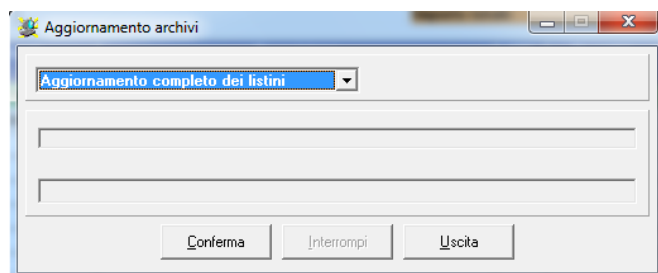 Aggiornamento archivi
Aggiornamento completo dei listini
Conferma Interrompi Uscita